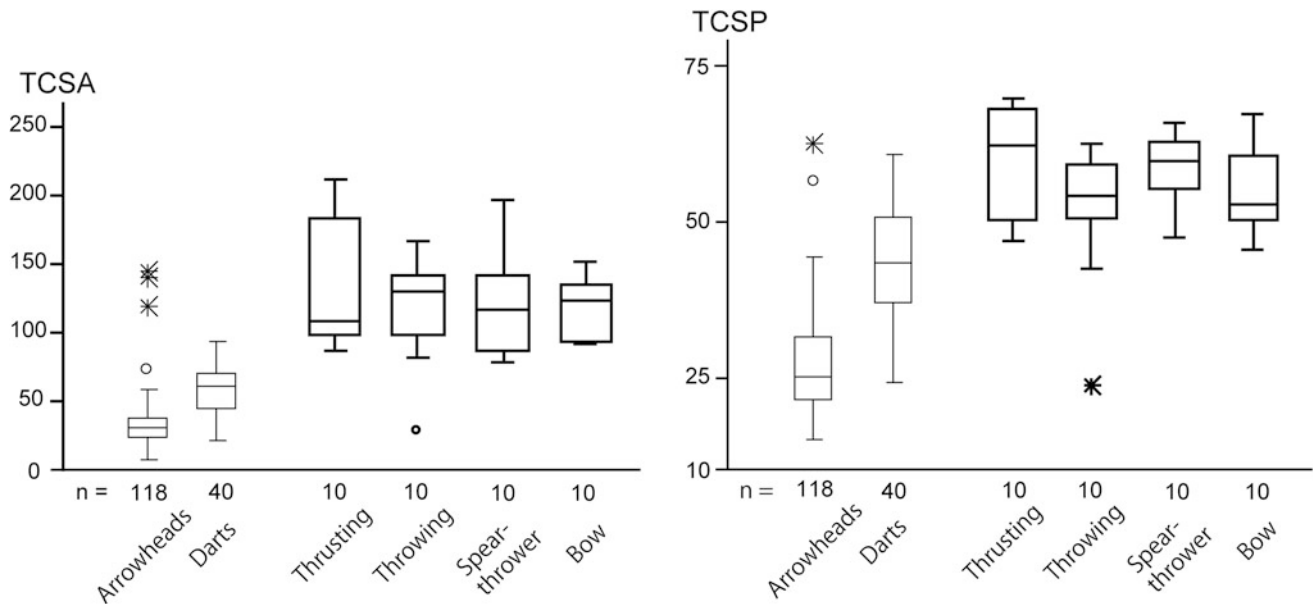 TCSA
250
200
150
100
50
0
n = 118 40 10 10 10 10
Arrowheads
Darts
Thrusting
Throwing
Spear-
thrower
Bow
TCSP
75
50
25
10
n = 118 40 10 10 10 10
Arrowheads
Darts
Thrusting
Throwing
Spear-
thrower
Bow